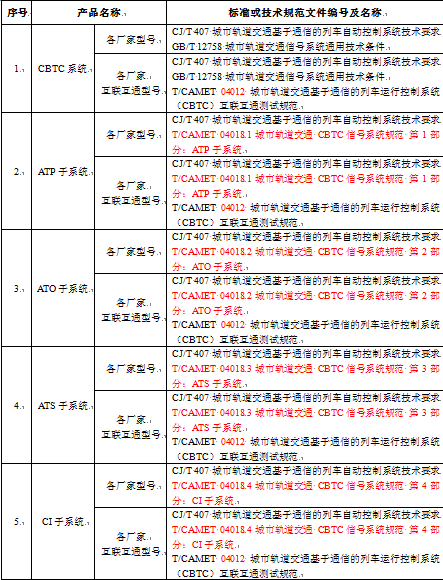 序号 产品名称 标准或技术规范文件编号及名称
1. CBTC 系统 各厂家型号 CJ/T 407 城市轨道交通基于通信的列车自动控制系统技术要求
GB/T 12758 城市轨道交通信号系统通用技术条件
各厂家
互联互通型号 CJ/T 407 城市轨道交通基于通信的列车自动控制系统技术要求
GB/T 12758 城市轨道交通信号系统通用技术条件
T/CAMET 04012 城市轨道交通基于通信的列车运行控制系统
（CBTC）互联互通测试规范
2. ATP 子系统 各厂家型号 CJ/T 407 城市轨道交通基于通信的列车自动控制系统技术要求
T/CAMET 04018.1 城市轨道交通 CBTC 信号系统规范 第 1 部
分：ATP 子系统
各厂家
互联互通型号 CJ/T 407 城市轨道交通基于通信的列车自动控制系统技术要求
T/CAMET 04018.1 城市轨道交通 CBTC 信号系统规范 第 1 部
分：ATP 子系统
T/CAMET 04012 城市轨道交通基于通信的列车运行控制系统
（CBTC）互联互通测试规范
3. ATO 子系统 各厂家型号 CJ/T 407 城市轨道交通基于通信的列车自动控制系统技术要求
T/CAMET 04018.2 城市轨道交通 CBTC 信号系统规范 第 2 部
分：ATO 子系统
各厂家
互联互通型号 CJ/T 407 城市轨道交通基于通信的列车自动控制系统技术要求
T/CAMET 04018.2 城市轨道交通 CBTC 信号系统规范 第 2 部
分：ATO 子系统
T/CAMET 04012 城市轨道交通基于通信的列车运行控制系统
（CBTC）互联互通测试规范
4. ATS 子系统 各厂家型号 CJ/T 407 城市轨道交通基于通信的列车自动控制系统技术要求
T/CAMET 04018.3 城市轨道交通 CBTC 信号系统规范 第 3 部
分：ATS 子系统
各厂家
互联互通型号 CJ/T 407 城市轨道交通基于通信的列车自动控制系统技术要求
T/CAMET 04018.3 城市轨道交通 CBTC 信号系统规范 第 3 部
分：ATS 子系统
T/CAMET 04012 城市轨道交通基于通信的列车运行控制系统
（CBTC）互联互通测试规范
5. CI 子系统 各厂家型号 CJ/T 407 城市轨道交通基于通信的列车自动控制系统技术要求
T/CAMET 04018.4 城市轨道交通 CBTC 信号系统规范 第 4 部
分：CI 子系统
各厂家
互联互通型号 CJ/T 407 城市轨道交通基于通信的列车自动控制系统技术要求
T/CAMET 04018.4 城市轨道交通 CBTC 信号系统规范 第 4 部
分：CI 子系统
T/CAMET 04012 城市轨道交通基于通信的列车运行控制系统
（CBTC）互联互通测试规范